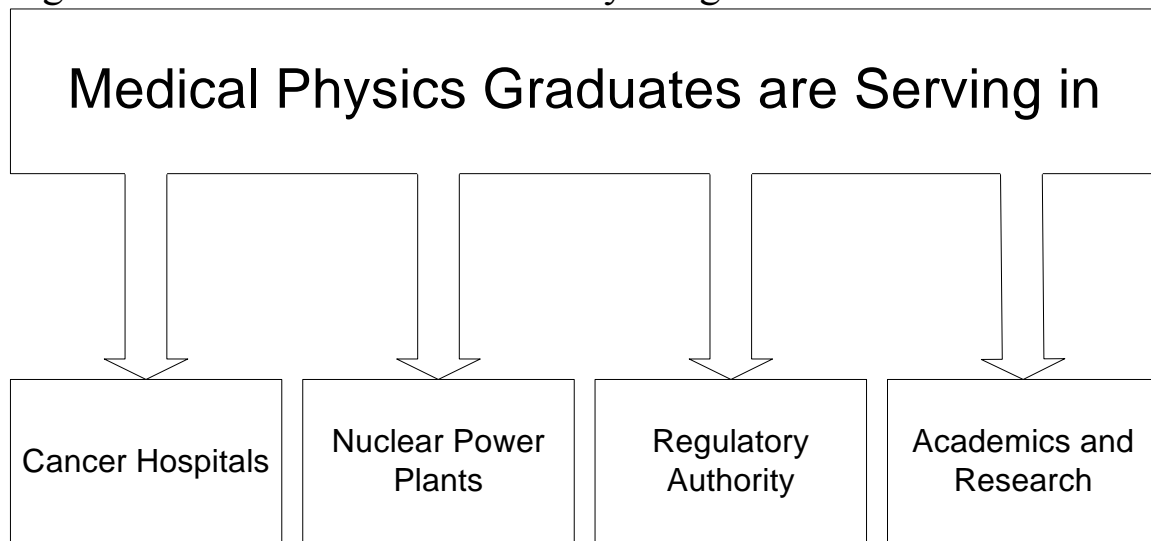 Medical Physics Graduates are Serving in
Cancer Hospitals
Nuclear Power
Plants
Regulatory
Authority
Academics and
Research